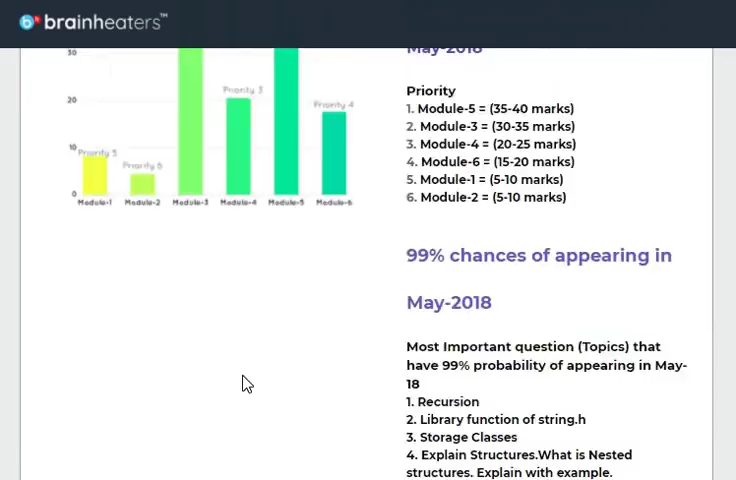 brainheaters™
May-2018
30
20
10
0
Priority 5
Priority 6
Priority 3
Priority 4
Module-1 Module-2 Module-3 Module-4 Module-5 Module-6
Priority
1. Module-5 = (35-40 marks)
2. Module-3 = (30-35 marks)
3. Module-4 = (20-25 marks)
4. Module-6 = (15-20 marks)
5. Module-1 = (5-10 marks)
6. Module-2 = (5-10 marks)
99% chances of appearing in
May-2018
Most Important question (Topics) that
have 99% probability of appearing in May-
18
1. Recursion
2. Library function of string.h
3. Storage Classes
4. Explain Structures.What is Nested
structures. Explain with example.